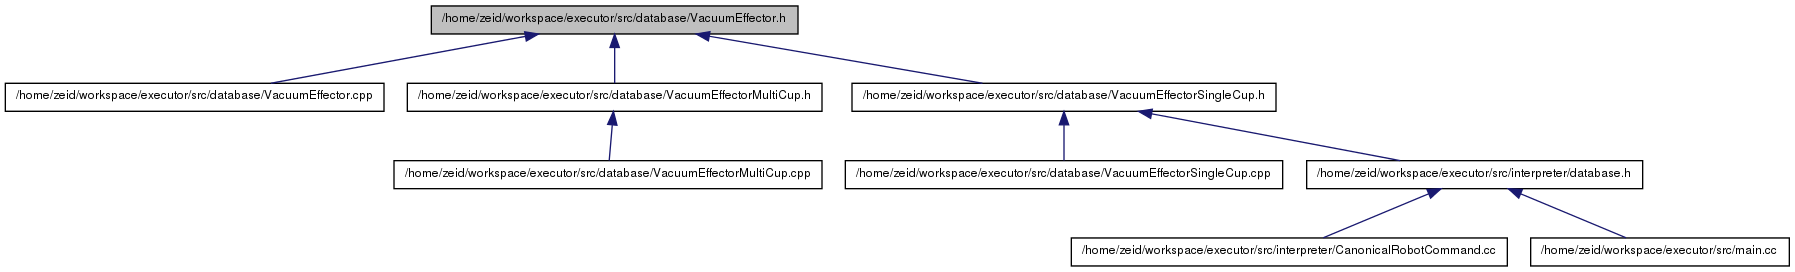 /home/zeid/workspace/executor/src/database/VacuumEffector.h
/home/zeid/workspace/executor/src/database/VacuumEffector.cpp
/home/zeid/workspace/executor/src/database/VacuumEffectorMultiCup.h
/home/zeid/workspace/executor/src/database/VacuumEffectorSingleCup.h
/home/zeid/workspace/executor/src/database/VacuumEffectorMultiCup.cpp
/home/zeid/workspace/executor/src/database/VacuumEffectorSingleCup.cpp
/home/zeid/workspace/executor/src/interpreter/database.h
/home/zeid/workspace/executor/src/interpreter/CanonicalRobotCommand.cc
/home/zeid/workspace/executor/src/main.cc